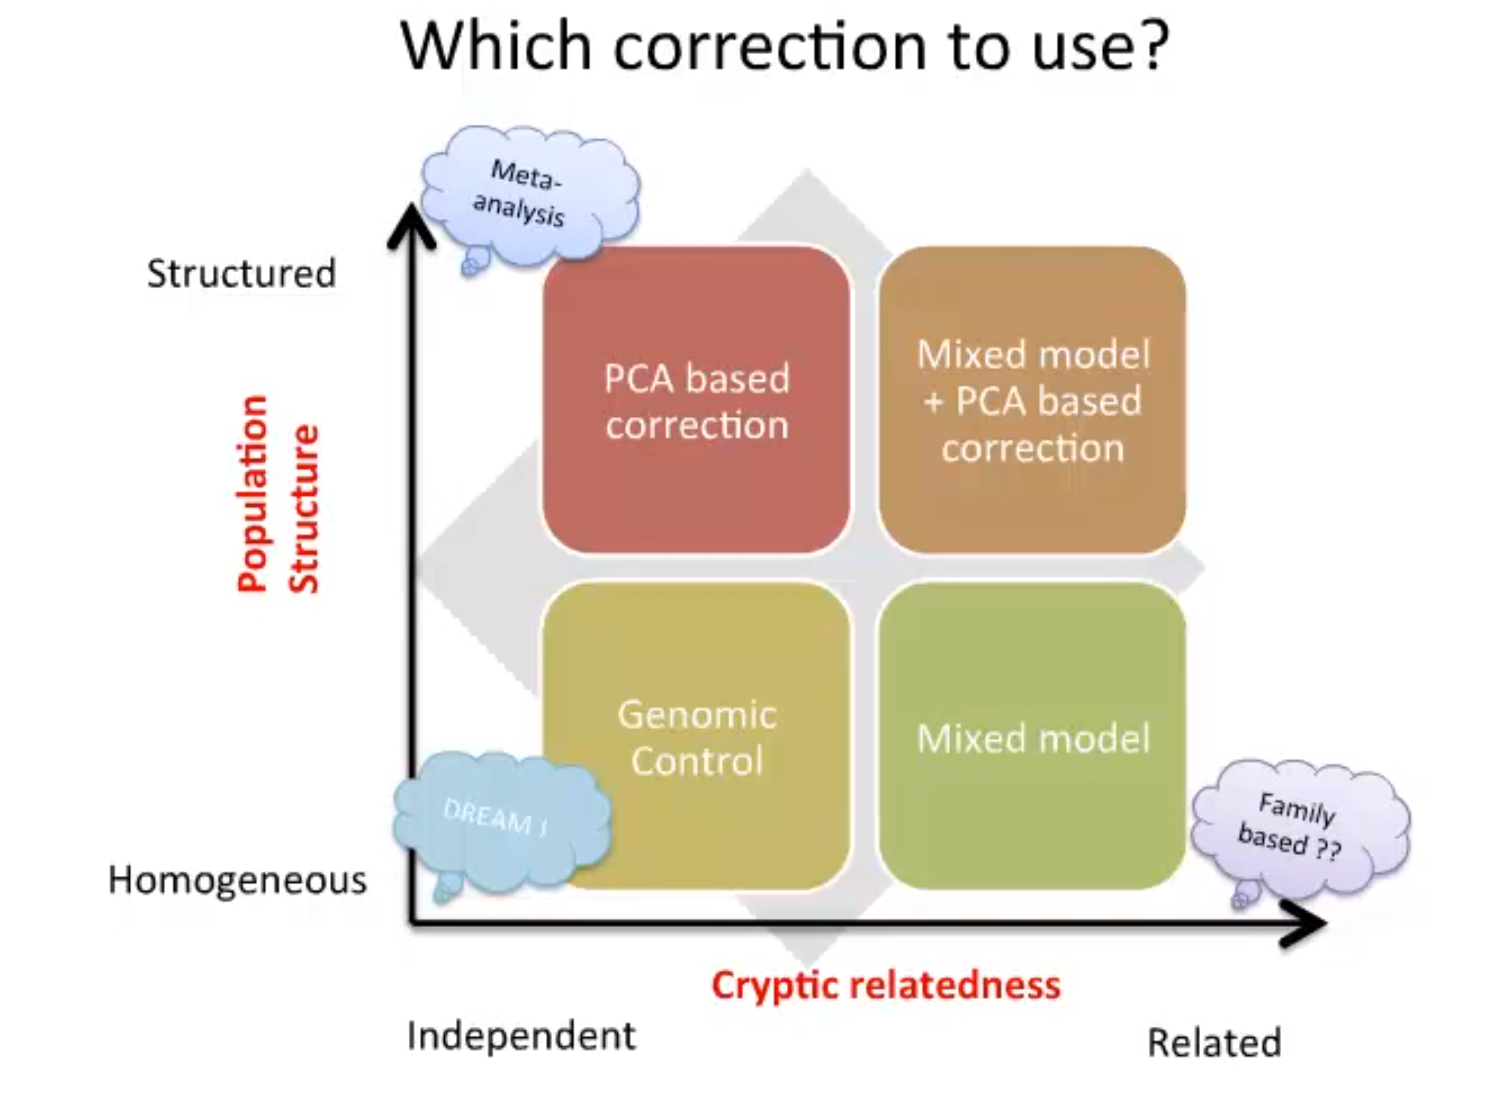 Which correction to use?
Meta-
analysis
Structured
PCA based
correction
Mixed model
+ PCA based
correction
Population
Structure
Genomic
Control
Mixed model
DREAM !
Family
based ??
Homogeneous
Cryptic relatedness
Independent
Related